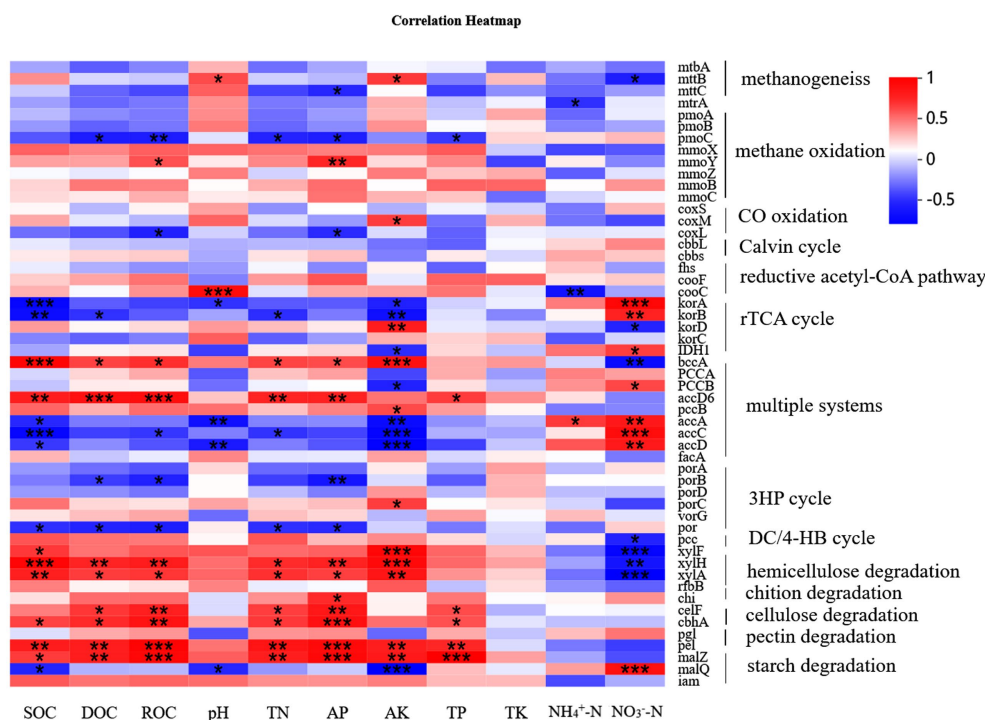 Correlation Heatmap
mtbA
mttB
mttC
mtrA
pmoA
pmoB
pmoC
mmoX
mmoY
mmoZ
mmoB
mmoC
coxS
coxM
coxL
cbbL
cbbs
fhs
cooF
cooC
korA
korB
korD
korC
IDH1
bccA
PCCA
PCCB
accD6
pccB
accA
accC
accD
facA
porA
porB
porD
porC
vorG
por
pcc
xylF
xylH
xylA
rfbB
chi
celF
cbhA
pgl
pel
malZ
malQ
iam
methanogeneiss
methane oxidation
CO oxidation
Calvin cycle
reductive acetyl-CoA pathway
rTCA cycle
multiple systems
3HP cycle
DC/4-HB cycle
hemicellulose degradation
chition degradation
cellulose degradation
pectin degradation
starch degradation
1
0.5
0
-0.5
SOC DOC ROC pH TN AP AK TP TK NH₄⁺-N NO₃⁻-N